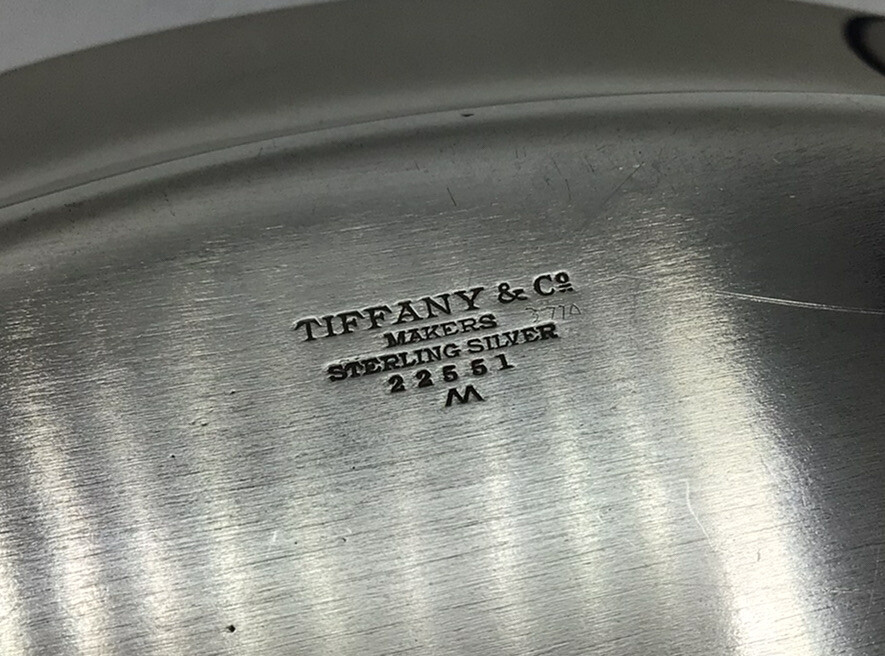 TIFFANY & Cº
MAKERS
STERLING SILVER
22551
M